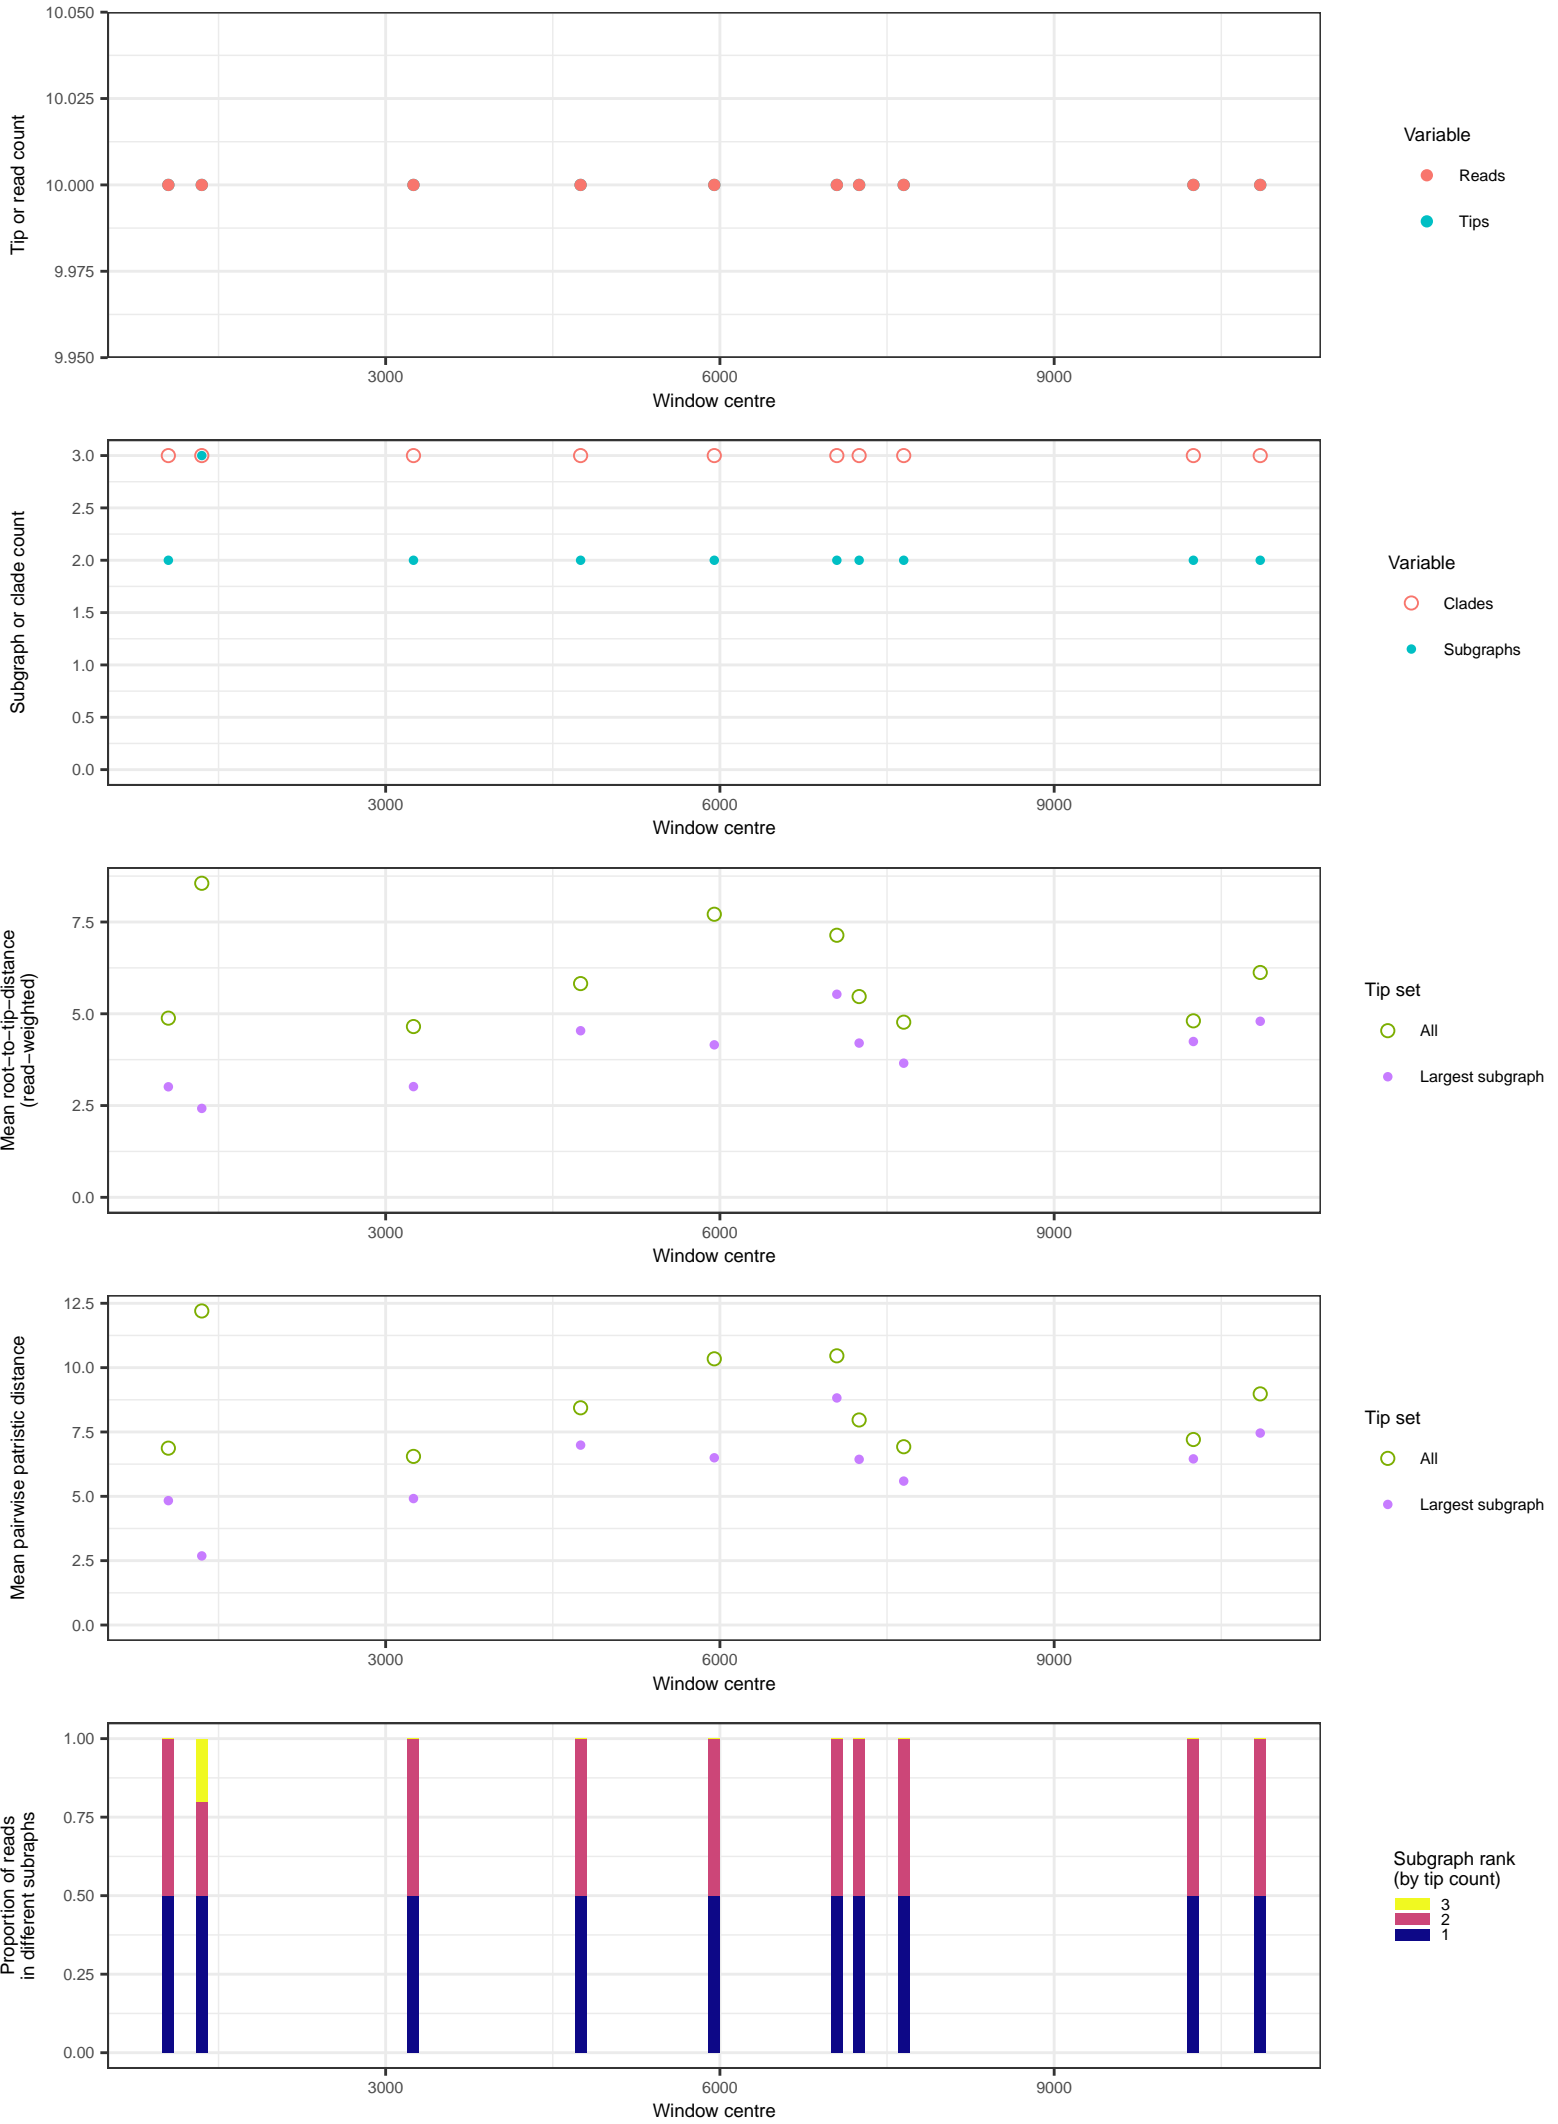 10.050
10.025
10.000
9.975
9.950
Tip or read count
3000
6000
9000
Window centre
Variable
Reads
Tips
3.0
2.5
2.0
1.5
1.0
0.5
0.0
Subgraph or clade count
3000
6000
9000
Window centre
Variable
Clades
Subgraphs
7.5
5.0
2.5
0.0
Mean root−to−tip−distance
(read−weighted)
3000
6000
9000
Window centre
Tip set
All
Largest subgraph
12.5
10.0
7.5
5.0
2.5
0.0
Mean pairwise patristic distance
3000
6000
9000
Window centre
Tip set
All
Largest subgraph
1.00
0.75
0.50
0.25
0.00
Proportion of reads
in different subraphs
3000
6000
9000
Window centre
Subgraph rank
(by tip count)
3
2
1